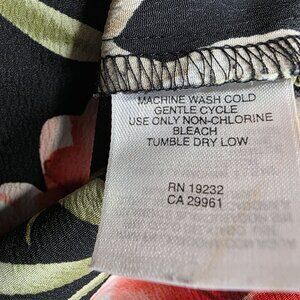 MACHINE WASH COLD
GENTLE CYCLE
USE ONLY NON-CHLORINE
BLEACH
TUMBLE DRY LOW
RN 19232
CA 29961